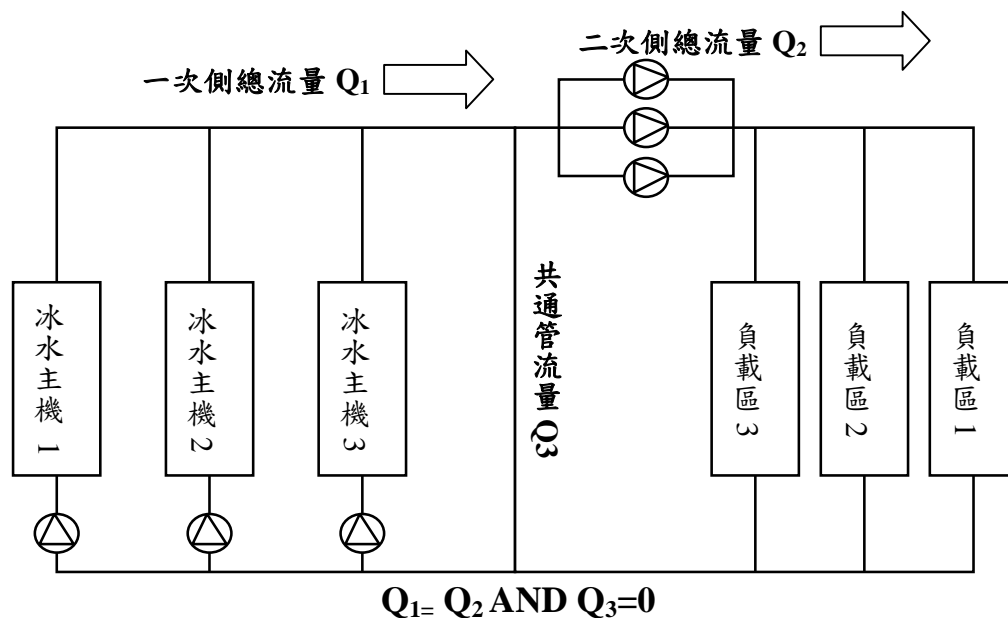 二次側總流量 Q2
一次側總流量 Q1
共通管流量 Q3
冰水主機 1
冰水主機 2
冰水主機 3
負載區 3
負載區 2
負載區 1
Q1= Q2 AND Q3=0